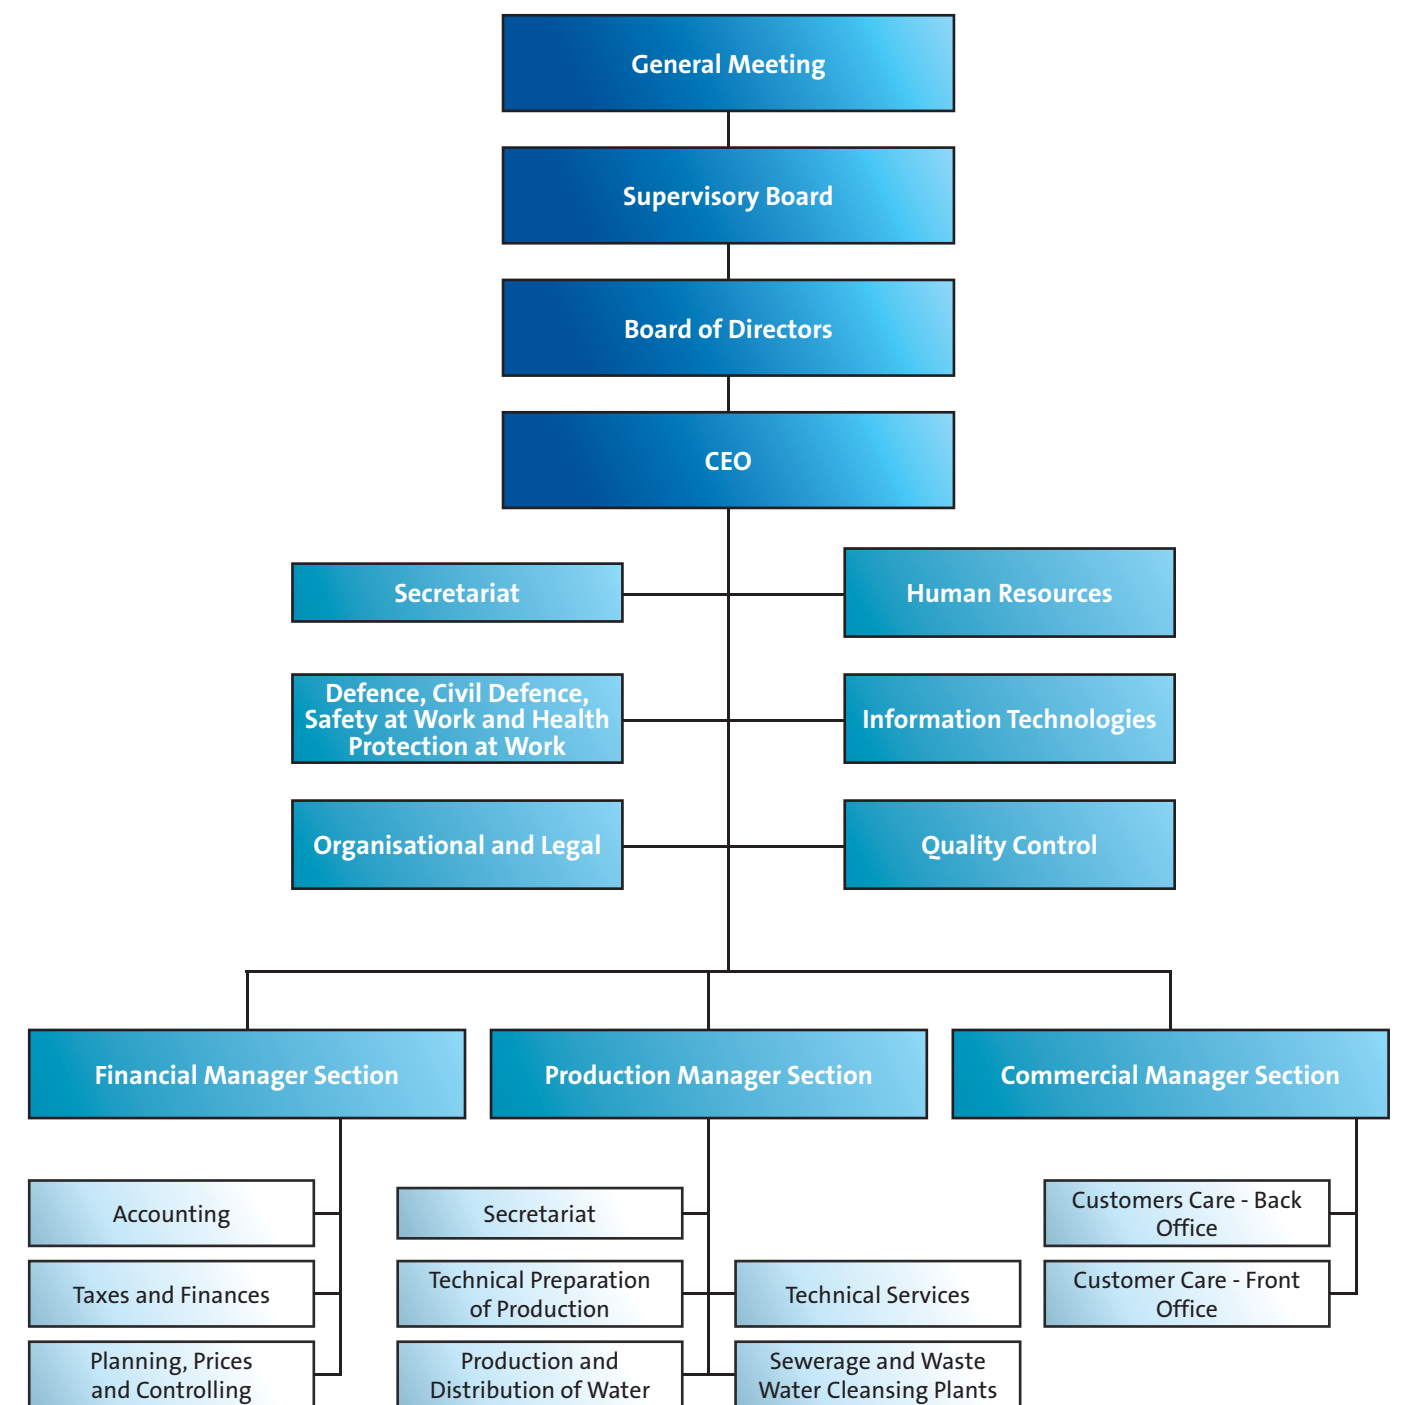 General Meeting
Supervisory Board
Board of Directors
CEO
Secretariat
Human Resources
Defence, Civil Defence,
Safety at Work and Health
Protection at Work
Information Technologies
Organisational and Legal
Quality Control
Financial Manager Section
Production Manager Section
Commercial Manager Section
Accounting
Taxes and Finances
Planning, Prices
and Controlling
Secretariat
Technical Preparation
of Production
Production and
Distribution of Water
Technical Services
Sewerage and Waste
Water Cleansing Plants
Customers Care - Back
Office
Customer Care - Front
Office